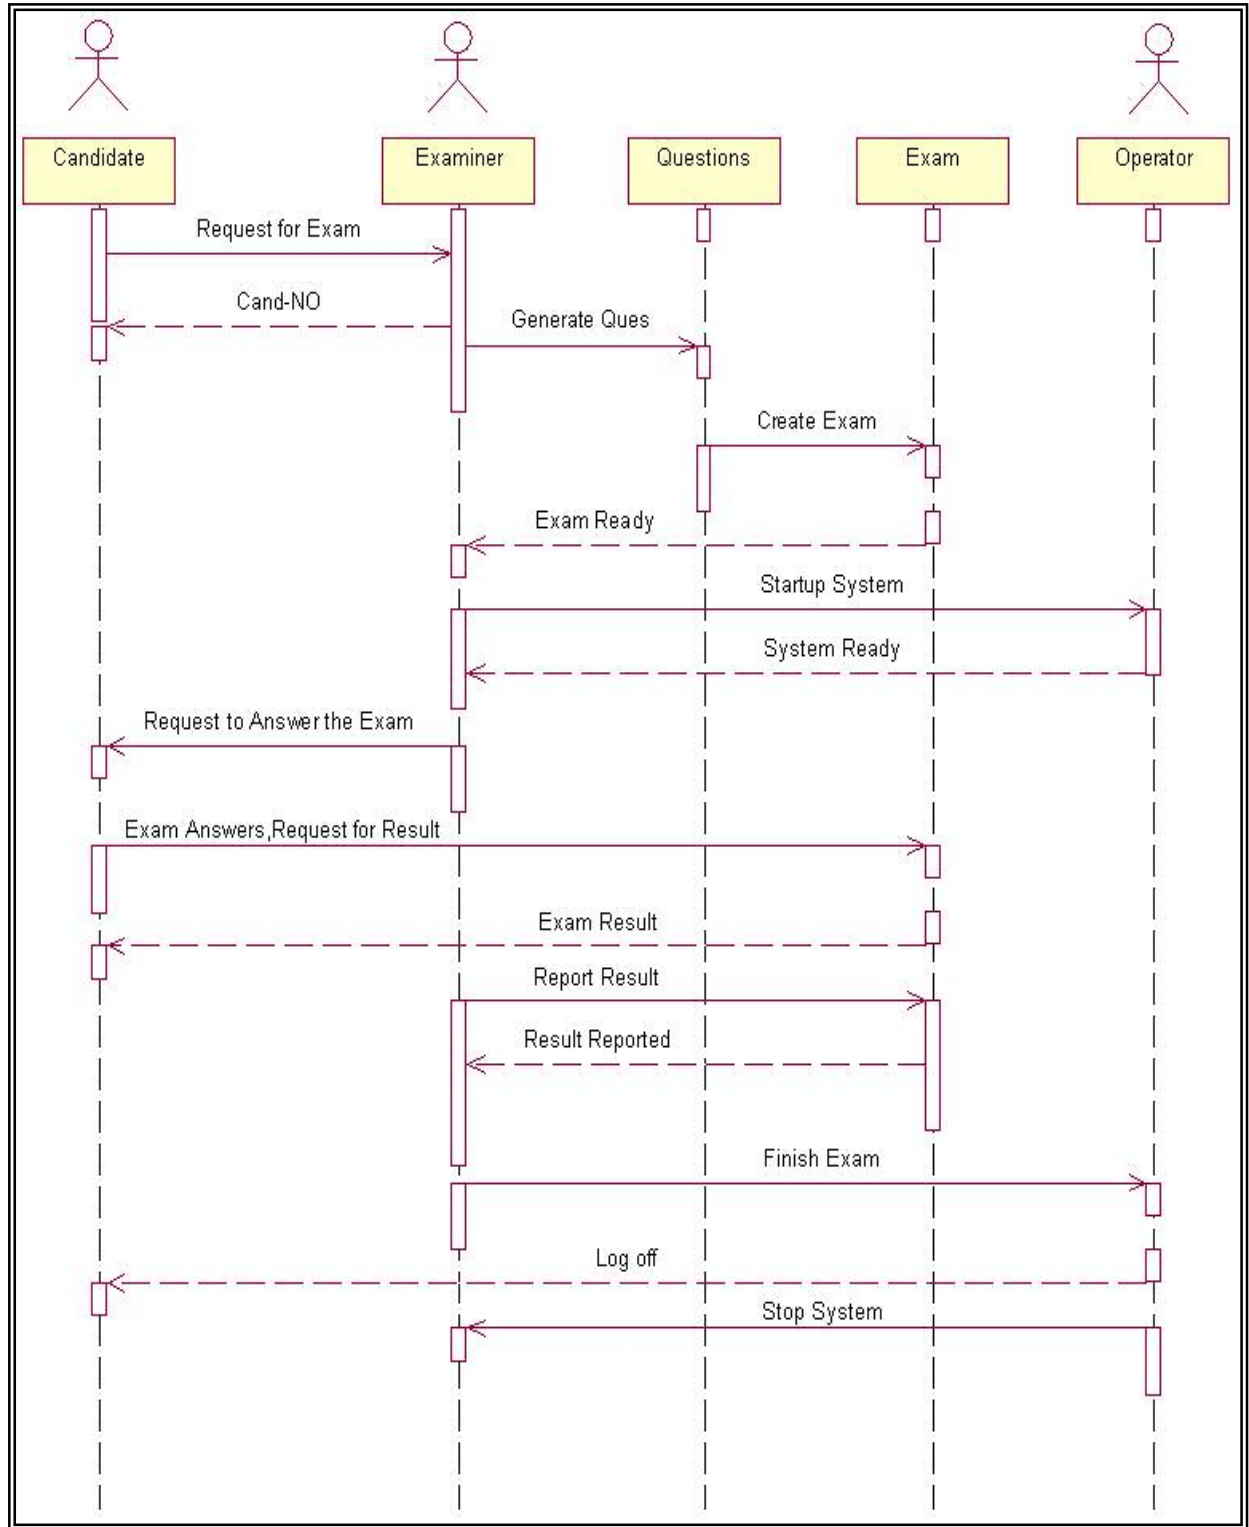 Candidate
Examiner
Questions
Exam
Operator
Request for Exam
Cand-NO
Generate Ques
Create Exam
Exam Ready
Startup System
System Ready
Request to Answer the Exam
Exam Answers,Request for Result
Exam Result
Report Result
Result Reported
Finish Exam
Log off
Stop System